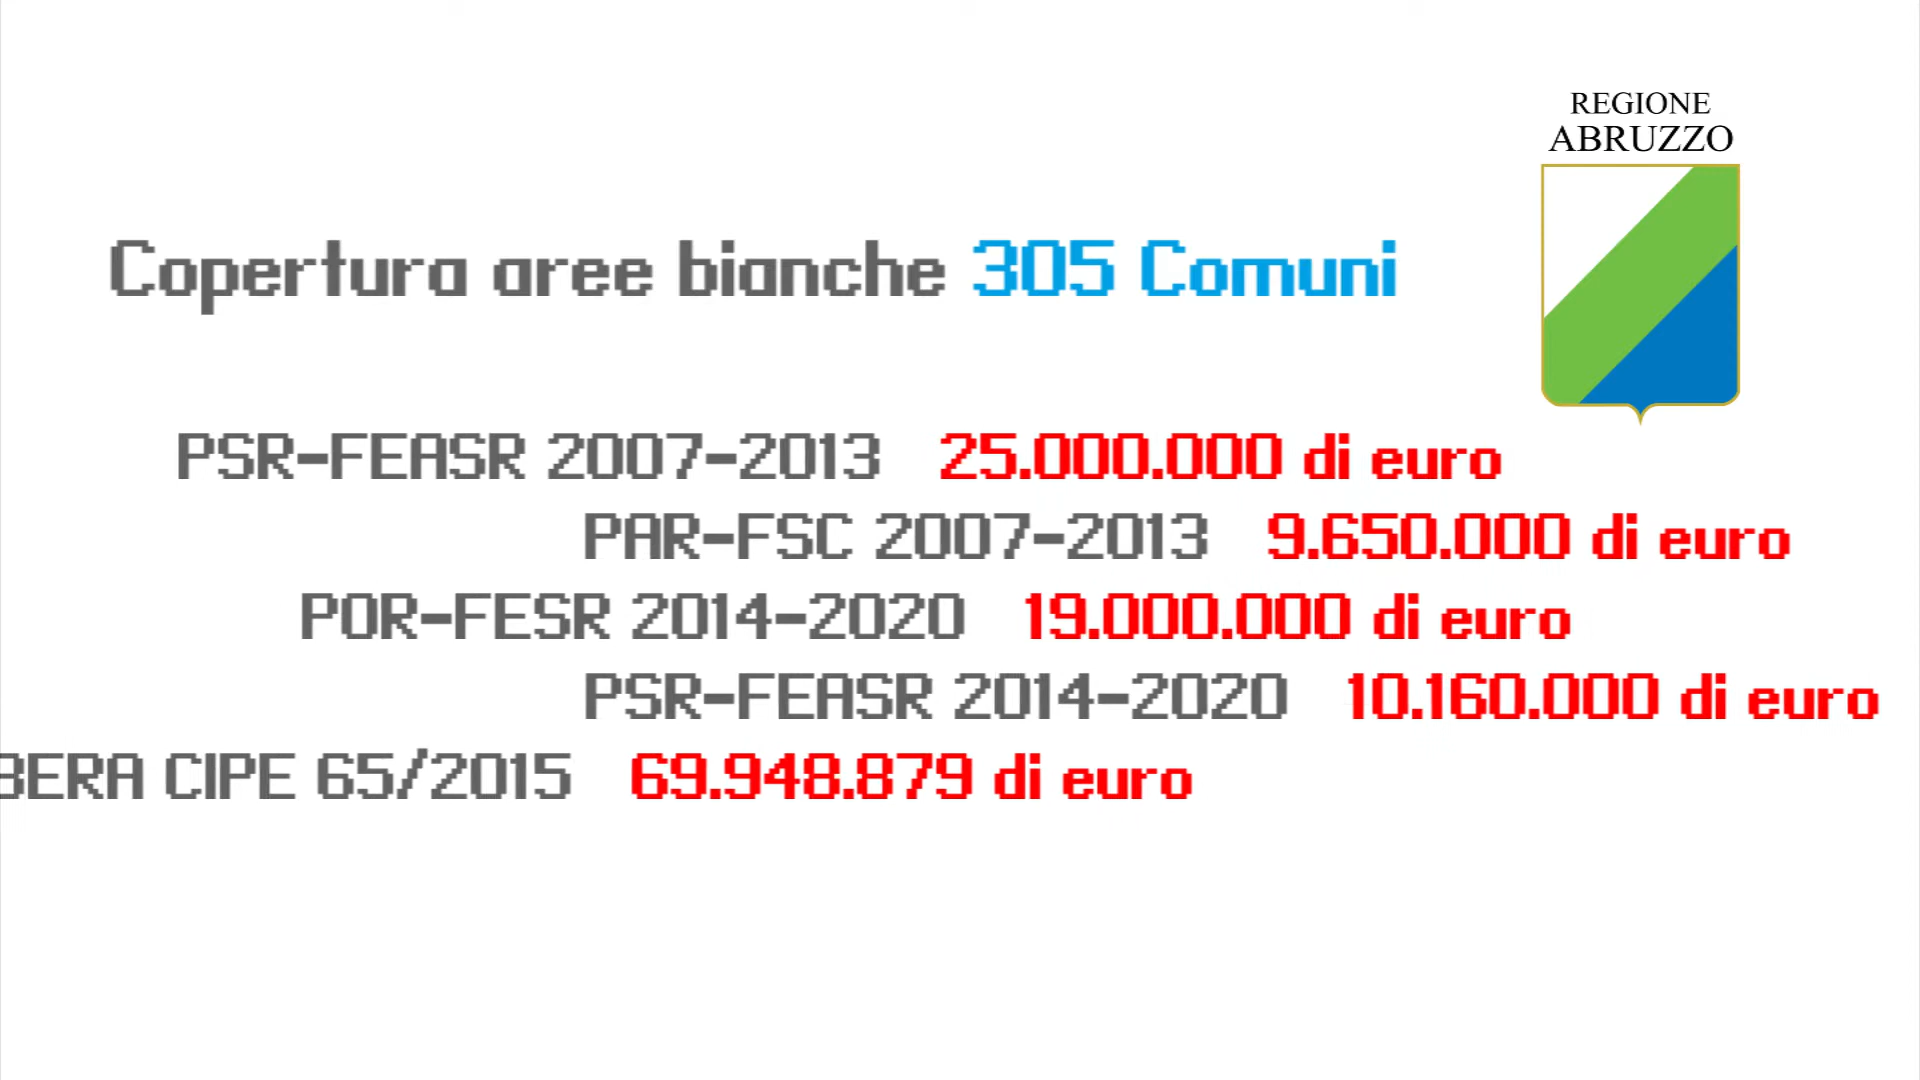 REGIONE
ABRUZZO
Copertura aree bianche 305 Comuni
PSR-FEASR 2007-2013 25.000.000 di euro
PAR-FSC 2007-2013 9.650.000 di euro
POR-FESR 2014-2020 19.000.000 di euro
PSR-FEASR 2014-2020 10.160.000 di euro
BERA CIPE 65/2015 69.948.879 di euro